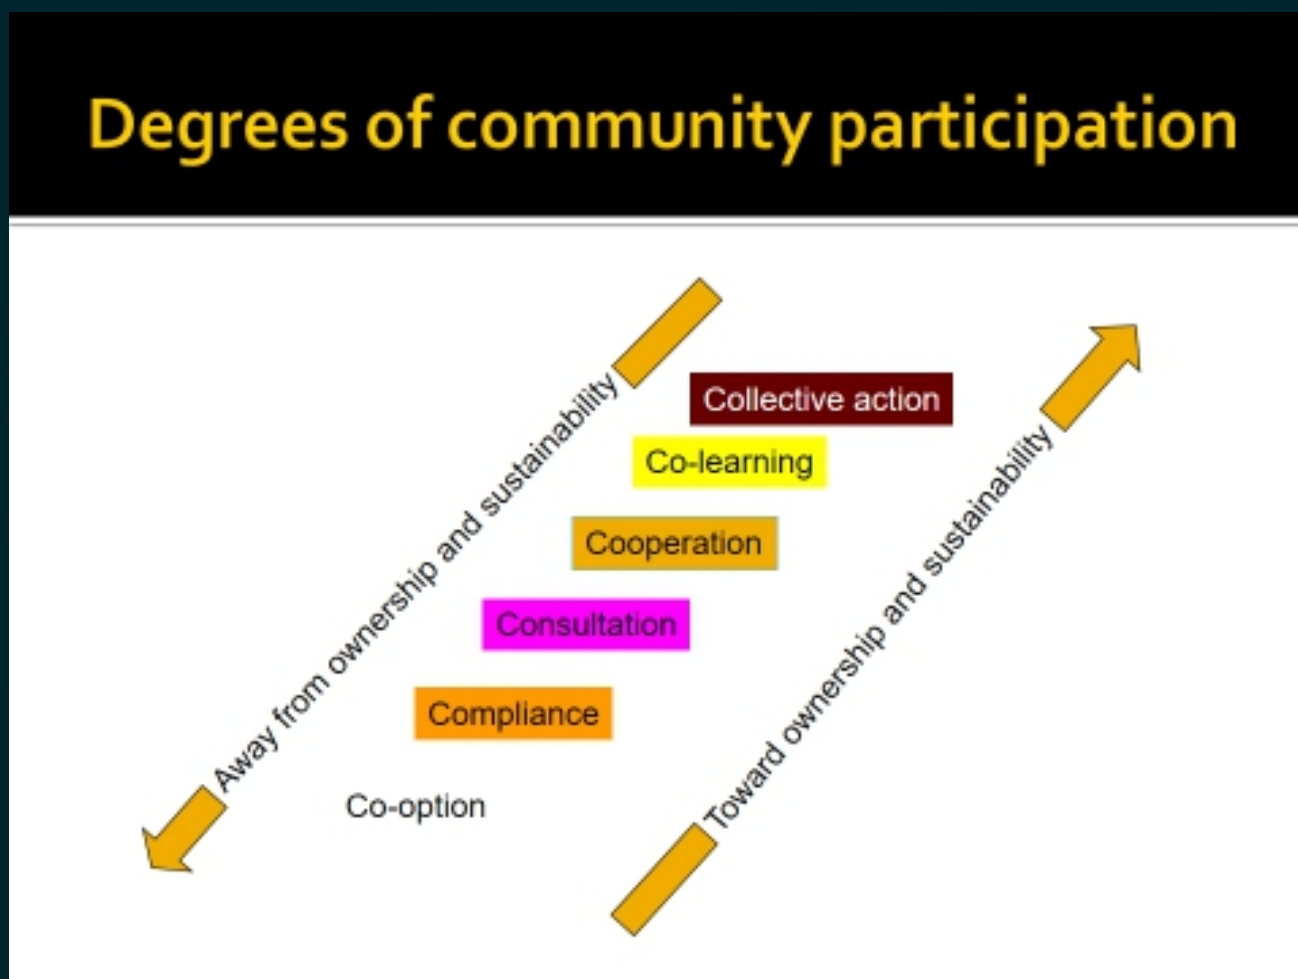 Degrees of community participation
Away from ownership and sustainability
Collective action
Co-learning
Cooperation
Consultation
Compliance
Co-option
Toward ownership and sustainability